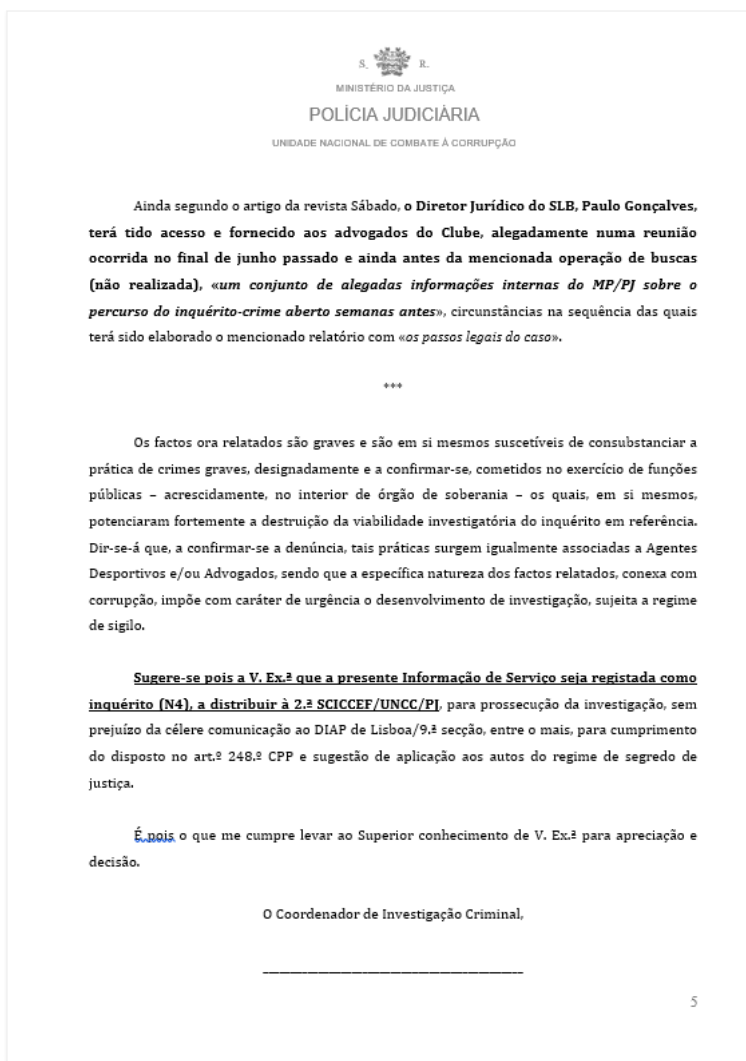 S. R.
MINISTÉRIO DA JUSTIÇA
POLÍCIA JUDICIÁRIA
UNIDADE NACIONAL DE COMBATE À CORRUPÇÃO
Ainda segundo o artigo da revista Sábado, o Diretor Jurídico do SLB, Paulo Gonçalves,
terá tido acesso e fornecido aos advogados do Clube, alegadamente numa reunião
ocorrida no final de junho passado e ainda antes da mencionada operação de buscas
(não realizada), «um conjunto de alegadas informações internas do MP/PJ sobre o
percurso do inquérito-crime aberto semanas antes», circunstâncias na sequência das quais
terá sido elaborado o mencionado relatório com «os passos legais do caso».
***
Os factos ora relatados são graves e são em si mesmos suscetíveis de consubstanciar a
prática de crimes graves, designadamente e a confirmar-se, cometidos no exercício de funções
públicas – acrescidamente, no interior de órgão de soberania – os quais, em si mesmos,
potenciaram fortemente a destruição da viabilidade investigatória do inquérito em referência.
Dir-se-á que, a confirmar-se a denúncia, tais práticas surgem igualmente associadas a Agentes
Desportivos e/ou Advogados, sendo que a específica natureza dos factos relatados, conexa com
corrupção, impõe com caráter de urgência o desenvolvimento de investigação, sujeita a regime
de sigilo.
Sugere-se pois a V. Ex.ª que a presente Informação de Serviço seja registada como
inquérito (N4), a distribuir à 2.ª SCICCEF/UNCC/PJ, para prossecução da investigação, sem
prejuízo da célere comunicação ao DIAP de Lisboa/9.ª secção, entre o mais, para cumprimento
do disposto no art.º 248.º CPP e sugestão de aplicação aos autos do regime de segredo de
justiça.
É pois o que me cumpre levar ao Superior conhecimento de V. Ex.ª para apreciação e
decisão.
O Coordenador de Investigação Criminal,
5